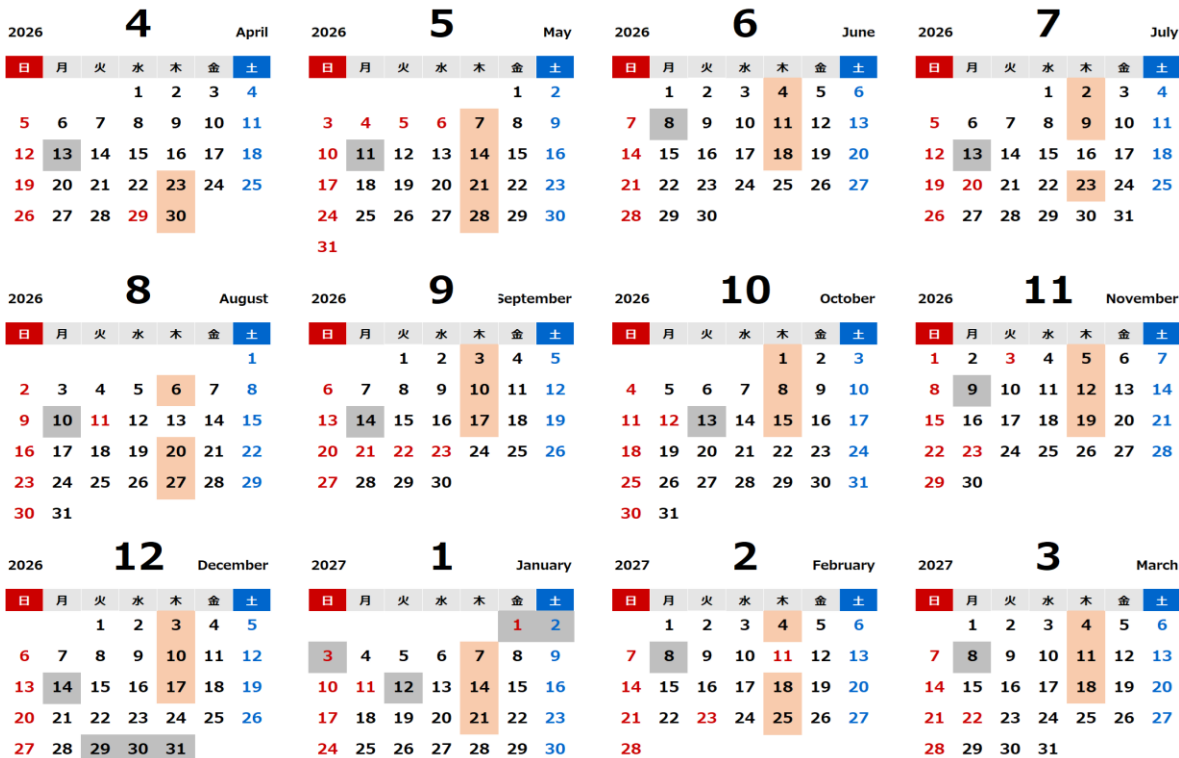 2026 4 April
日 月 火 水 木 金 土
1 2 3 4
5 6 7 8 9 10 11
12 13 14 15 16 17 18
19 20 21 22 23 24 25
26 27 28 29 30
2026 5 May
日 月 火 水 木 金 土
1 2
3 4 5 6 7 8 9
10 11 12 13 14 15 16
17 18 19 20 21 22 23
24 25 26 27 28 29 30
31
2026 6 June
日 月 火 水 木 金 土
1 2 3 4 5 6
7 8 9 10 11 12 13
14 15 16 17 18 19 20
21 22 23 24 25 26 27
28 29 30
2026 7 July
日 月 火 水 木 金 土
1 2 3 4
5 6 7 8 9 10 11
12 13 14 15 16 17 18
19 20 21 22 23 24 25
26 27 28 29 30 31
2026 8 August
日 月 火 水 木 金 土
1
2 3 4 5 6 7 8
9 10 11 12 13 14 15
16 17 18 19 20 21 22
23 24 25 26 27 28 29
30 31
2026 9 September
日 月 火 水 木 金 土
1 2 3 4 5
6 7 8 9 10 11 12
13 14 15 16 17 18 19
20 21 22 23 24 25 26
27 28 29 30
2026 10 October
日 月 火 水 木 金 土
1 2 3
4 5 6 7 8 9 10
11 12 13 14 15 16 17
18 19 20 21 22 23 24
25 26 27 28 29 30 31
30 31
2026 11 November
日 月 火 水 木 金 土
1 2 3 4 5 6 7
8 9 10 11 12 13 14
15 16 17 18 19 20 21
22 23 24 25 26 27 28
29 30
2026 12 December
日 月 火 水 木 金 土
1 2 3 4 5
6 7 8 9 10 11 12
13 14 15 16 17 18 19
20 21 22 23 24 25 26
27 28 29 30 31
2027 1 January
日 月 火 水 木 金 土
1 2
3 4 5 6 7 8 9
10 11 12 13 14 15 16
17 18 19 20 21 22 23
24 25 26 27 28 29 30
2027 2 February
日 月 火 水 木 金 土
1 2 3 4 5 6
7 8 9 10 11 12 13
14 15 16 17 18 19 20
21 22 23 24 25 26 27
28
2027 3 March
日 月 火 水 木 金 土
1 2 3 4 5 6
7 8 9 10 11 12 13
14 15 16 17 18 19 20
21 22 23 24 25 26 27
28 29 30 31